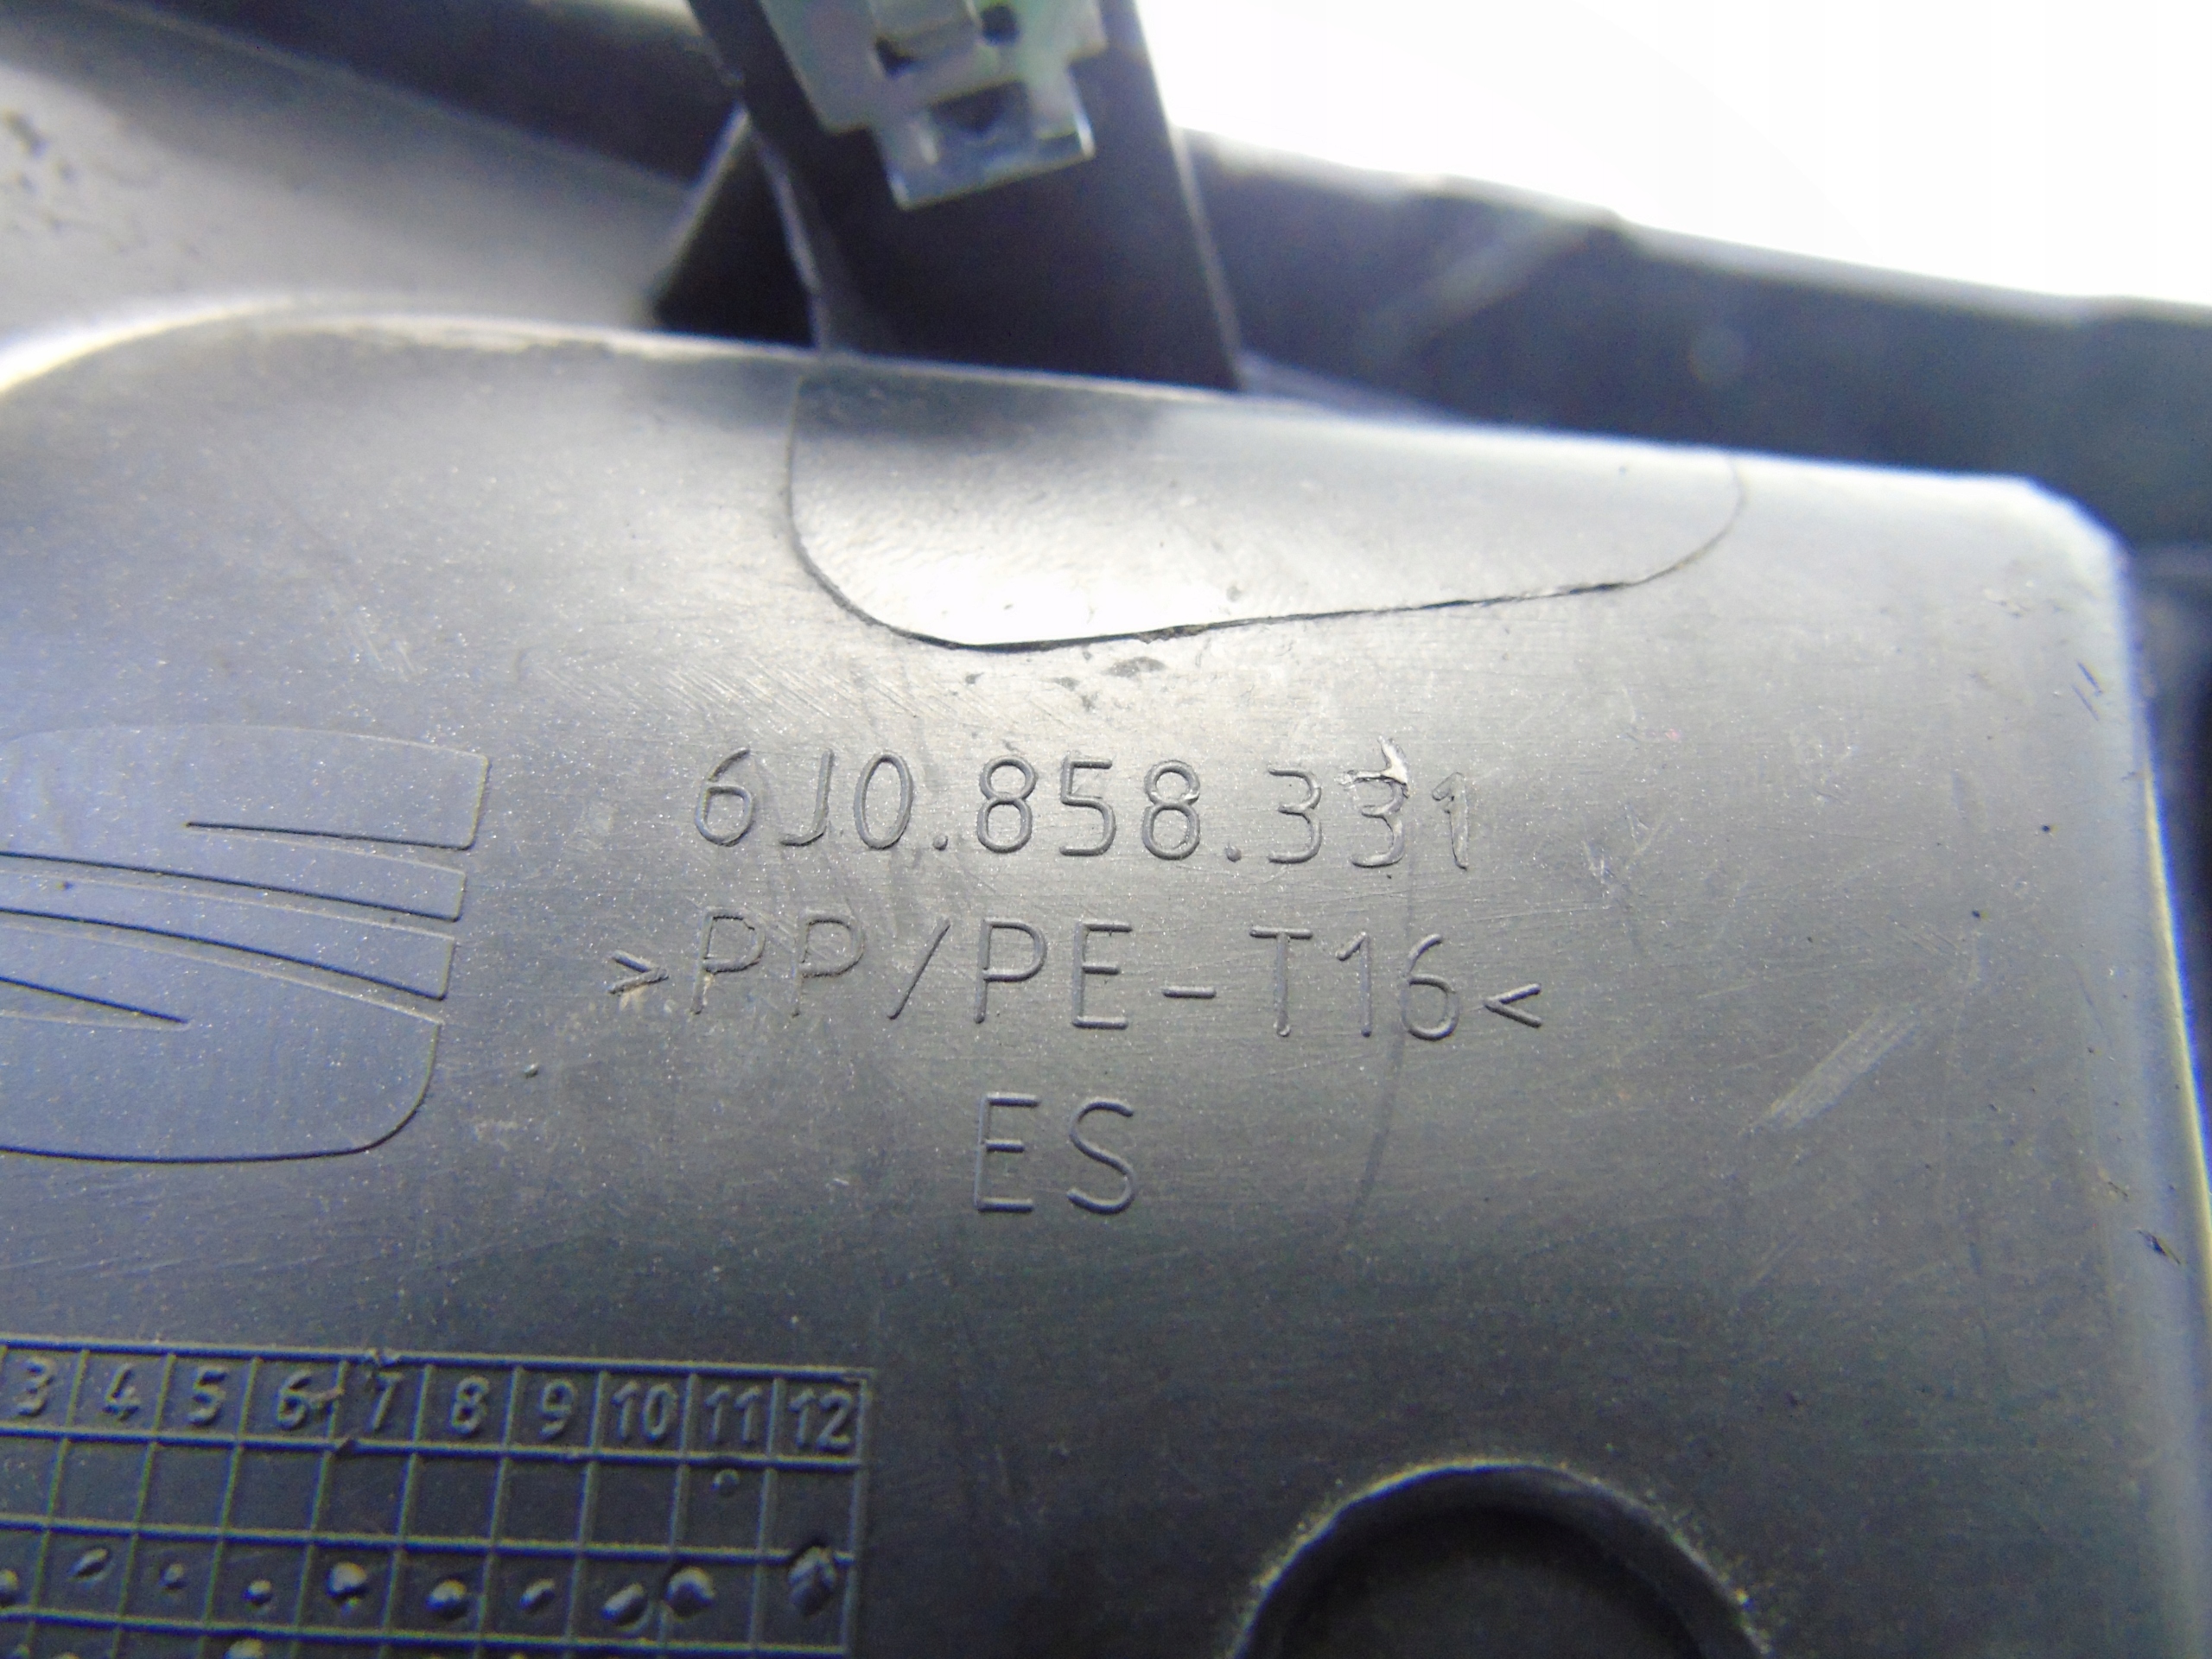 6J0.858.331
>PP/PE-T16<
ES
3 4 5 6 7 8 9 10 11 12